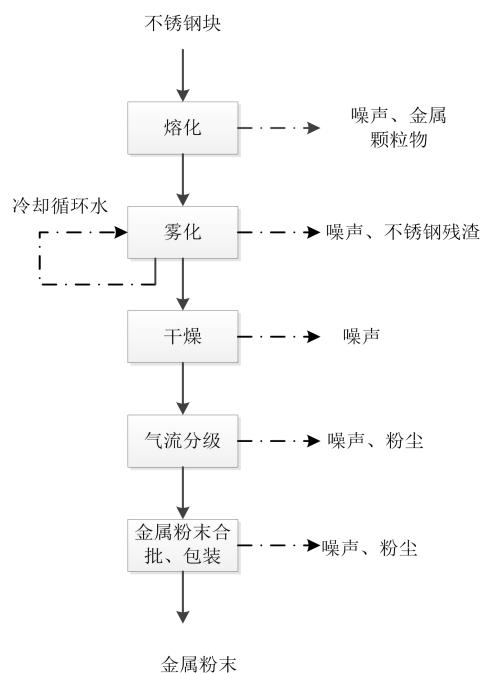 不锈钢块
熔化
噪声、金属
颗粒物
冷却循环水
雾化
噪声、不锈钢残渣
干燥
噪声
气流分级
噪声、粉尘
金属粉末合
批、包装
噪声、粉尘
金属粉末